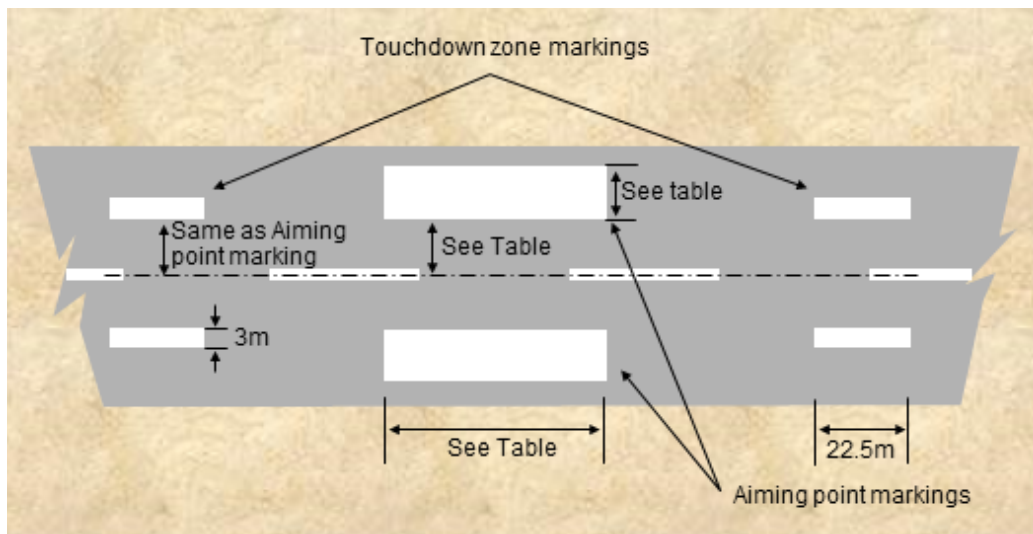 Touchdown zone markings
See table
Same as Aiming
point marking
See Table
3m
See Table
22.5m
Aiming point markings